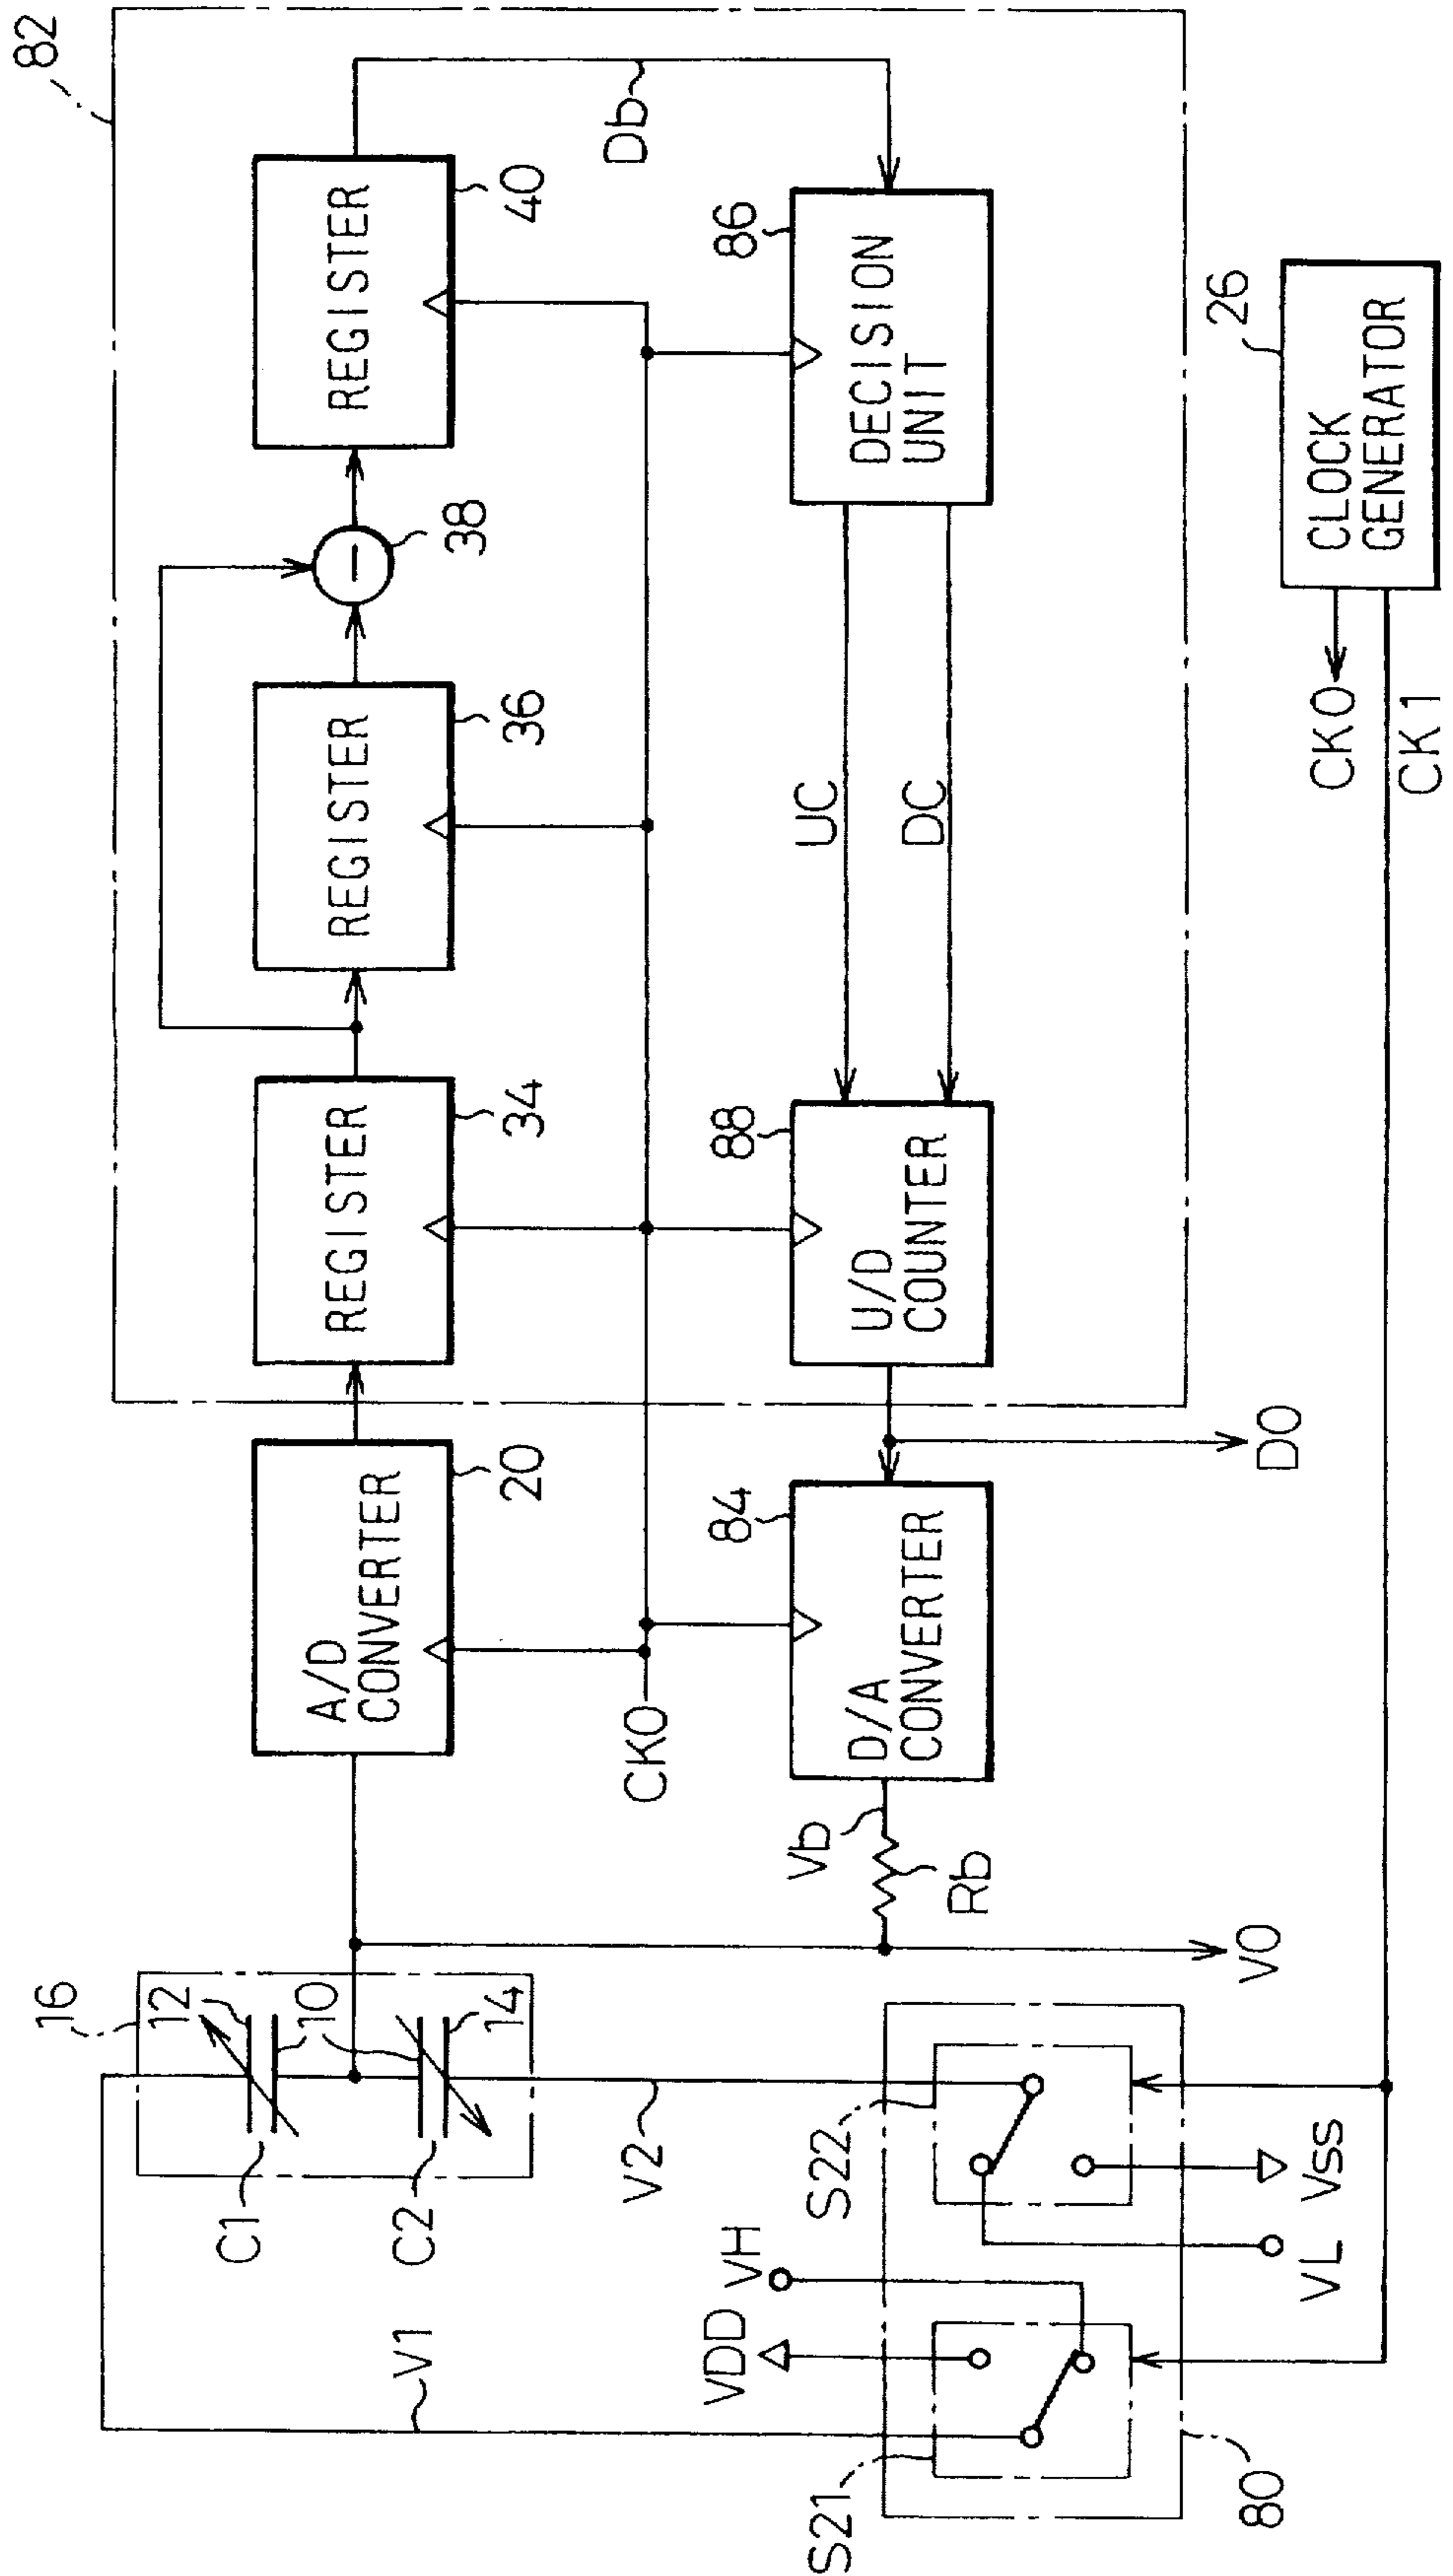 82
REGISTER
40
38
REGISTER
36
REGISTER
34
A/D
CONVERTER
20
Db
86
DECISION
UNIT
UC
DC
88
U/D
COUNTER
84
D/A
CONVERTER
CK0
Vb
Rb
D0
V0
26
CLOCK
GENERATOR
CK0
CK1
16
12
10
14
C1
C2
V1
V2
VDD
VH
S21
S22
VL
Vss
80